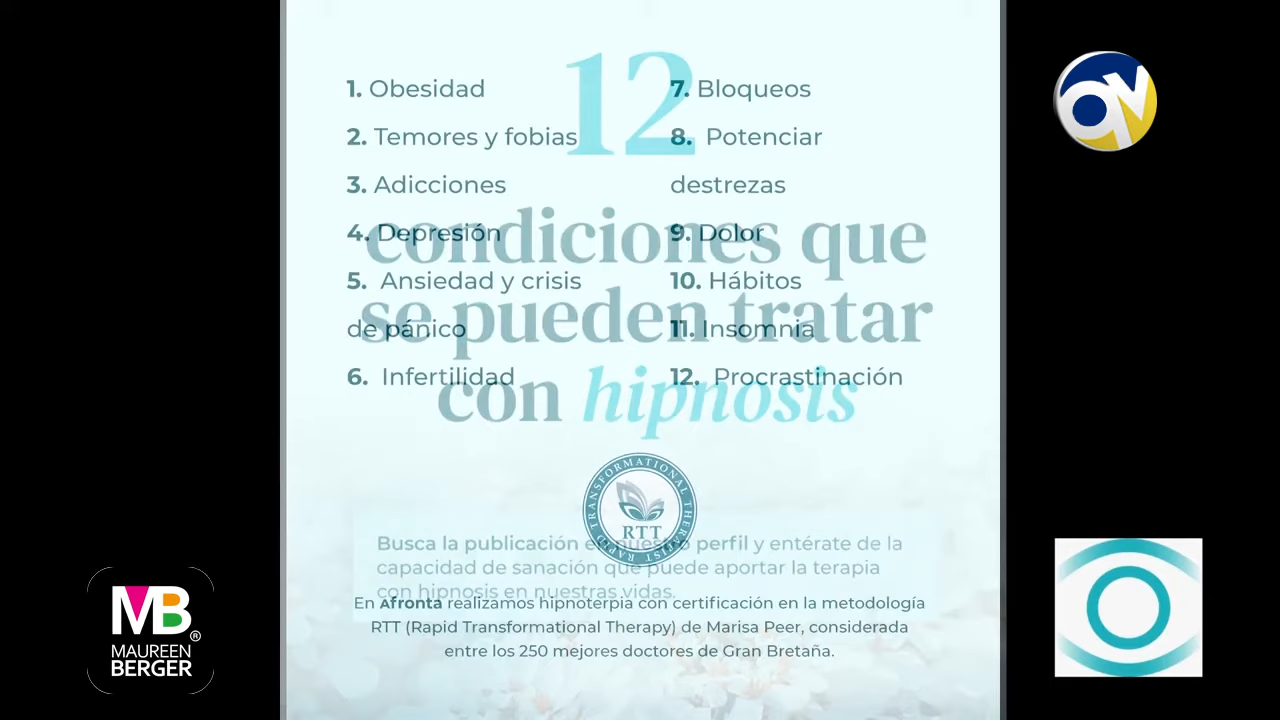 12
condiciones que
se pueden tratar
con hipnosis
1. Obesidad
2. Temores y fobias
3. Adicciones
4. Depresión
5. Ansiedad y crisis
de pánico
6. Infertilidad
7. Bloqueos
8. Potenciar
destrezas
9. Dolor
10. Hábitos
11. Insomnia
12. Procrastinación
RAPID TRANSFORMATIONAL THERAPIST
RTT
Busca la publicación en nuestro perfil y entérate de la
capacidad de sanación que puede aportar la terapia
con hipnosis en nuestras vidas.
En Afronta realizamos hipnoterpia con certificación en la metodología
RTT (Rapid Transformational Therapy) de Marisa Peer, considerada
entre los 250 mejores doctores de Gran Bretaña.
MB®
MAUREEN
BERGER